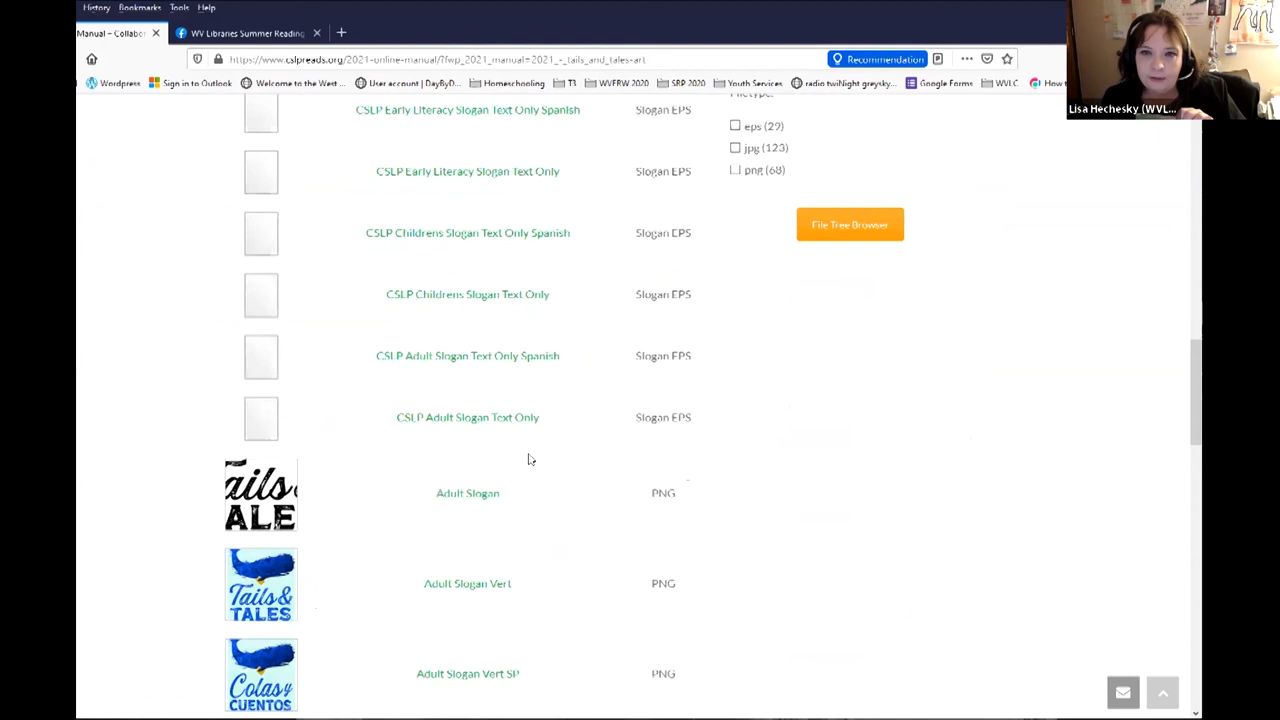 History Bookmarks Tools Help
Manual – Collabor
WV Libraries Summer Reading
https://www.cslpreads.org/2021-online-manual/?fwp_2021_manual=2021_-_tails_and_tales-art
Recommendation
Wordpress Sign in to Outlook Welcome to the West ... User account | DayByD... Homeschooling T3 WVFRW 2020 SRP 2020 Youth Services radio twiNight greysky... Google Forms WVLC How t
Lisa Hechesky (WVL...
CSLP Early Literacy Slogan Text Only Spanish Slogan EPS
eps (29)
jpg (123)
png (68)
CSLP Early Literacy Slogan Text Only Slogan EPS
File Tree Browser
CSLP Childrens Slogan Text Only Spanish Slogan EPS
CSLP Childrens Slogan Text Only Slogan EPS
CSLP Adult Slogan Text Only Spanish Slogan EPS
CSLP Adult Slogan Text Only Slogan EPS
Tails &
TALE
Adult Slogan PNG
Tails &
TALES
Adult Slogan Vert PNG
Colas y
CUENTOS
Adult Slogan Vert SP PNG